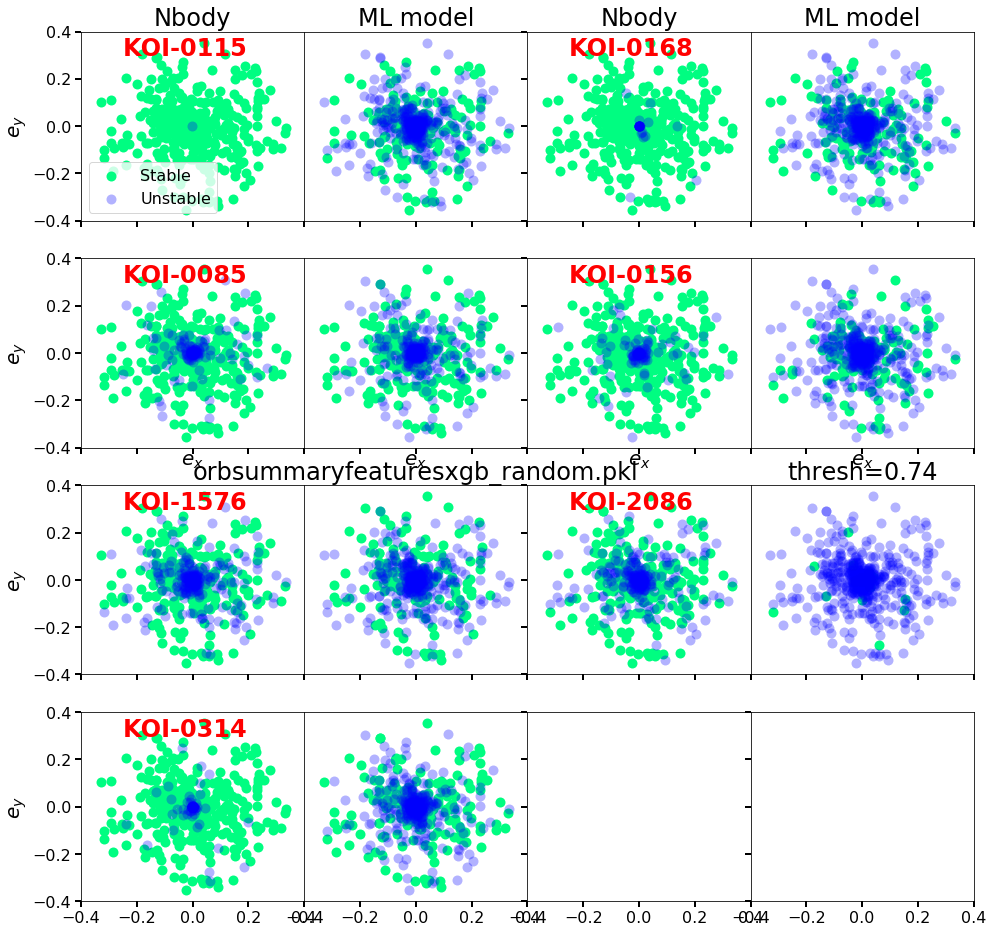 Nbody ML model Nbody ML model
0.4 KOI-0115 KOI-0168
0.2
e_y 0.0
−0.2 Stable
Unstable
−0.4
KOI-0085 KOI-0156
0.2
e_y 0.0
−0.2
−0.4
e_x e_x e_x e_x
orbsummaryfeaturesxgb_random.pkl thresh=0.74
0.4 KOI-1576 KOI-2086
0.2
e_y 0.0
−0.2
−0.4
0.4 KOI-0314
0.2
e_y 0.0
−0.2
−0.4
−0.4 −0.2 0.0 0.2 0.4 −0.4 −0.2 0.0 0.2 0.4 −0.4 −0.2 0.0 0.2 0.4 −0.4 −0.2 0.0 0.2 0.4